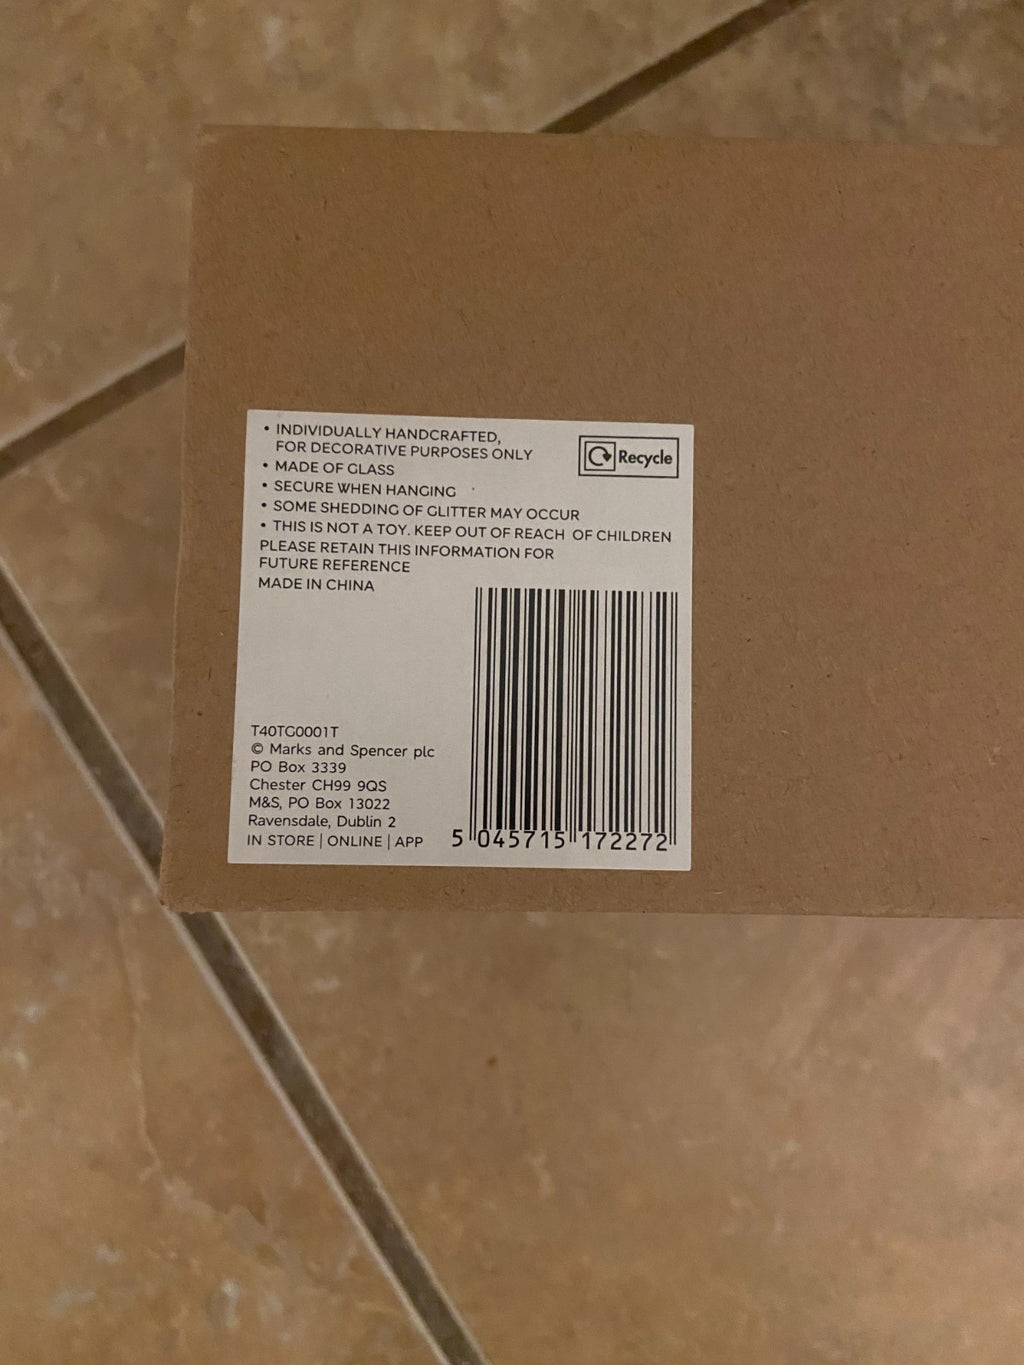 • INDIVIDUALLY HANDCRAFTED,
FOR DECORATIVE PURPOSES ONLY
• MADE OF GLASS
• SECURE WHEN HANGING
• SOME SHEDDING OF GLITTER MAY OCCUR
• THIS IS NOT A TOY. KEEP OUT OF REACH OF CHILDREN
PLEASE RETAIN THIS INFORMATION FOR
FUTURE REFERENCE
MADE IN CHINA
Recycle
T40TG0001T
© Marks and Spencer plc
PO Box 3339
Chester CH99 9QS
M&S, PO Box 13022
Ravensdale, Dublin 2
IN STORE | ONLINE | APP
5 045715 172272